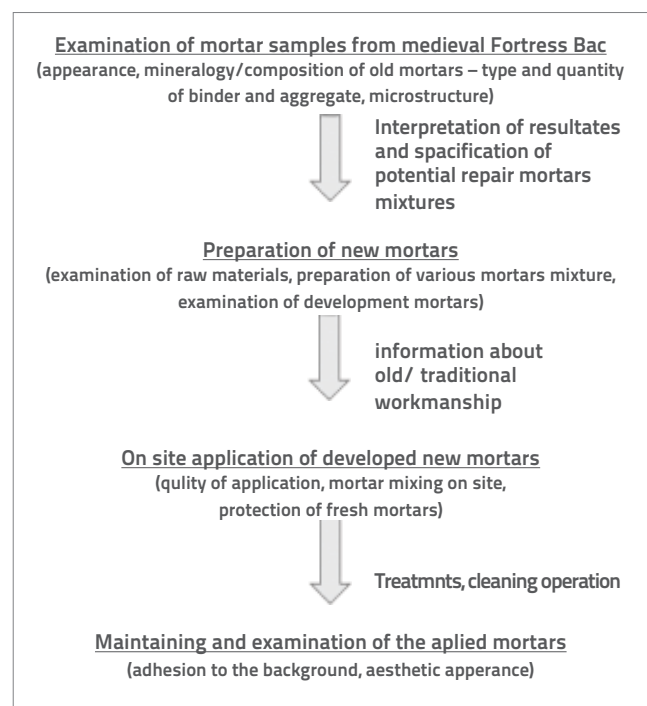 Examination of mortar samples from medieval Fortress Bac
(appearance, mineralogy/composition of old mortars – type and quantity
of binder and aggregate, microstructure)
Interpretation of resultates
and spacification of
potential repair mortars
mixtures
Preparation of new mortars
(examination of raw materials, preparation of various mortars mixture,
examination of development mortars)
information about
old/ traditional
workmanship
On site application of developed new mortars
(qulity of application, mortar mixing on site,
protection of fresh mortars)
Treatmnts, cleaning operation
Maintaining and examination of the aplied mortars
(adhesion to the background, aesthetic apperance)